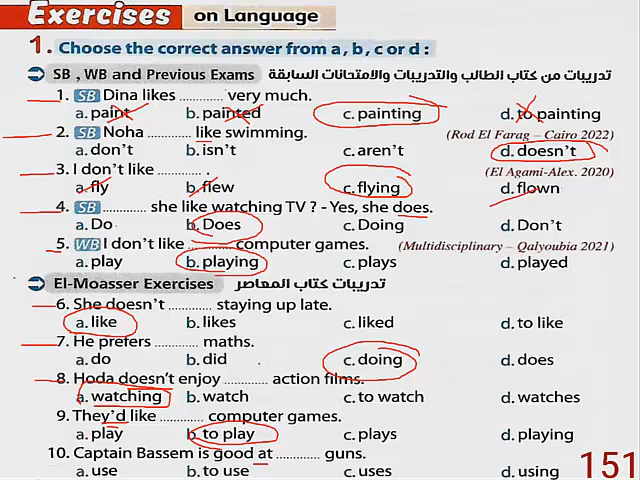 Exercises on Language
1. Choose the correct answer from a, b, c or d :
SB , WB and Previous Exams تدريبات من كتاب الطالب والتدريبات والامتحانات السابقة
1. SB Dina likes ............ very much.
a. paint b. painted c. painting d. to painting
2. SB Noha ............ like swimming. (Rod El Farag – Cairo 2022)
a. don't b. isn't c. aren't d. doesn't
3. I don't like ............ . (El Agami-Alex. 2020)
a. fly b. flew c. flying d. flown
4. SB ............ she like watching TV ? - Yes, she does.
a. Do b. Does c. Doing d. Don't
5. WB I don't like ............ computer games. (Multidisciplinary – Qalyoubia 2021)
a. play b. playing c. plays d. played
El-Moasser Exercises تدريبات كتاب المعاصر
6. She doesn't ............ staying up late.
a. like b. likes c. liked d. to like
7. He prefers ............ maths.
a. do b. did c. doing d. does
8. Hoda doesn't enjoy ............ action films.
a. watching b. watch c. to watch d. watches
9. They'd like ............ computer games.
a. play b. to play c. plays d. playing
10. Captain Bassem is good at ............ guns.
a. use b. to use c. uses d. using
151